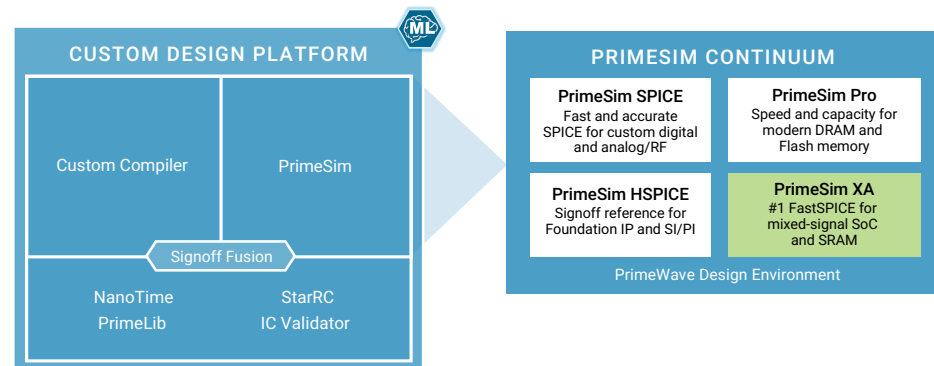 ML
CUSTOM DESIGN PLATFORM
Custom Compiler
PrimeSim
Signoff Fusion
NanoTime
StarRC
PrimeLib
IC Validator
PRIMESIM CONTINUUM
PrimeSim SPICE
Fast and accurate
SPICE for custom digital
and analog/RF
PrimeSim Pro
Speed and capacity for
modern DRAM and
Flash memory
PrimeSim HSPICE
Signoff reference for
Foundation IP and SI/PI
PrimeSim XA
#1 FastSPICE for
mixed-signal SoC
and SRAM
PrimeWave Design Environment